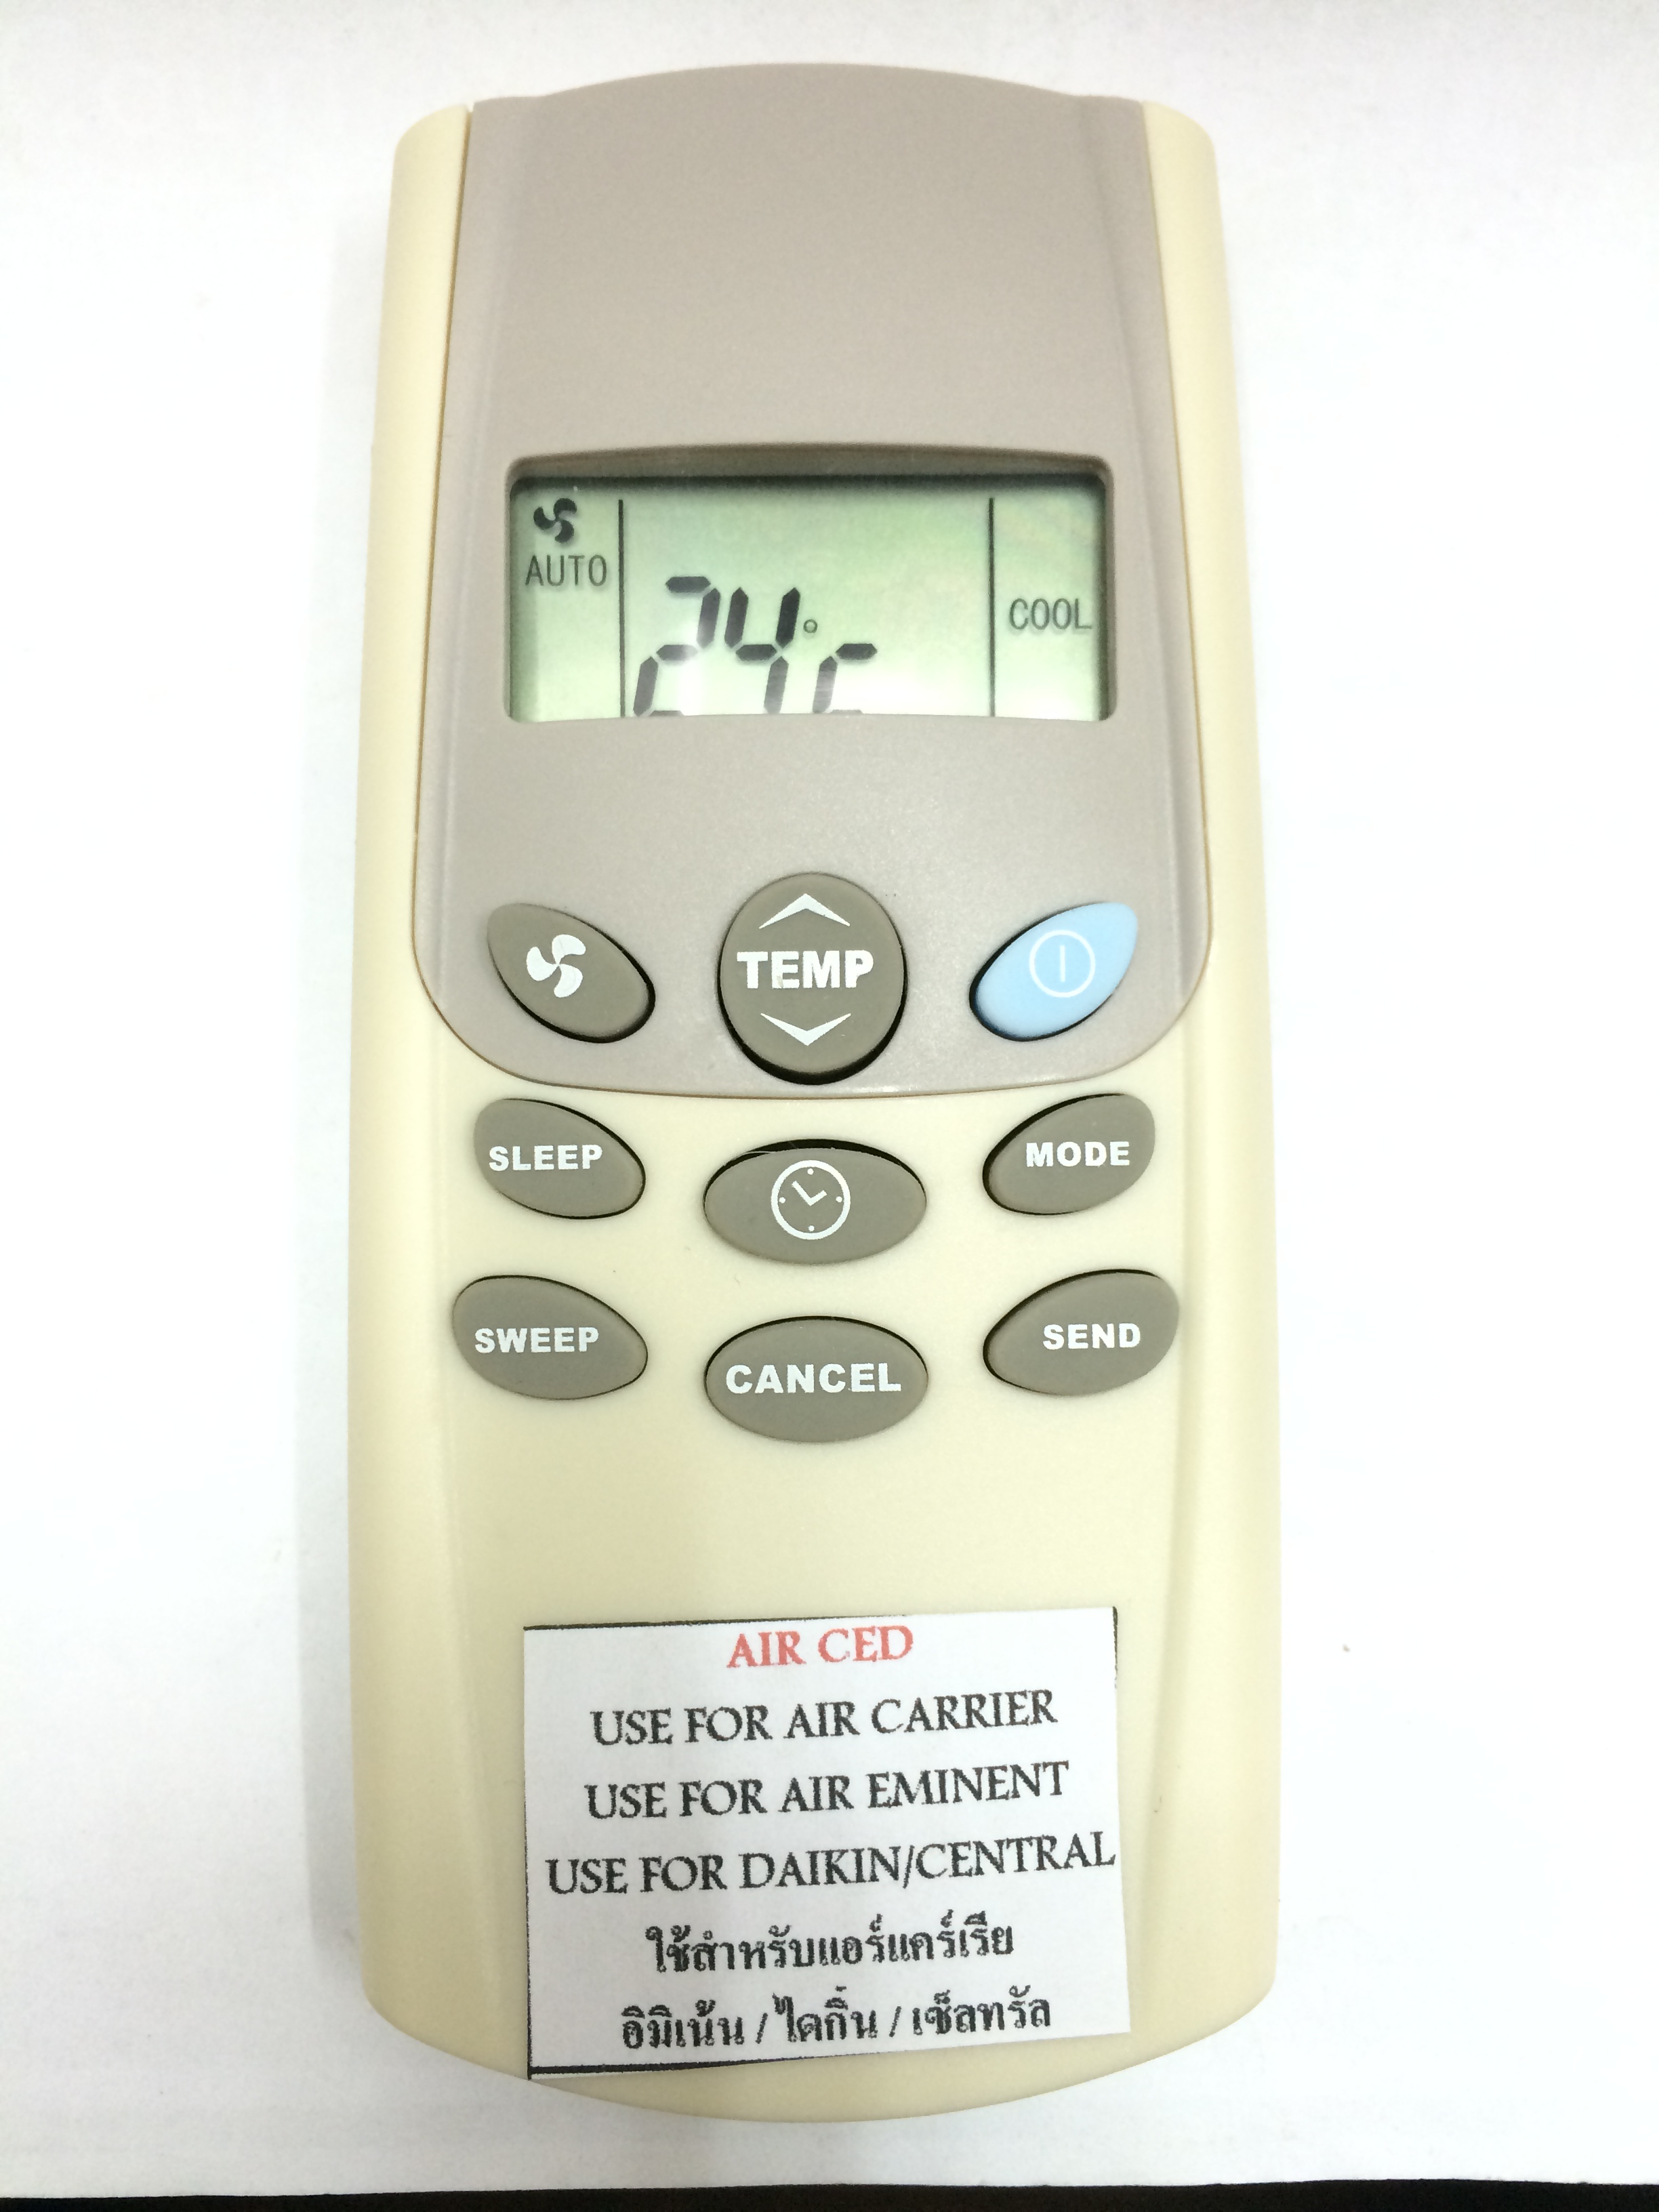 AUTO
24°C
COOL
TEMP
SLEEP
MODE
SWEEP
CANCEL
SEND
AIR CED
USE FOR AIR CARRIER
USE FOR AIR EMINENT
USE FOR DAIKIN/CENTRAL
ใช้สำหรับแอร์แคร์เรีย
อิมิเน้น / ไดกิ้น / เซ็ลทรัล